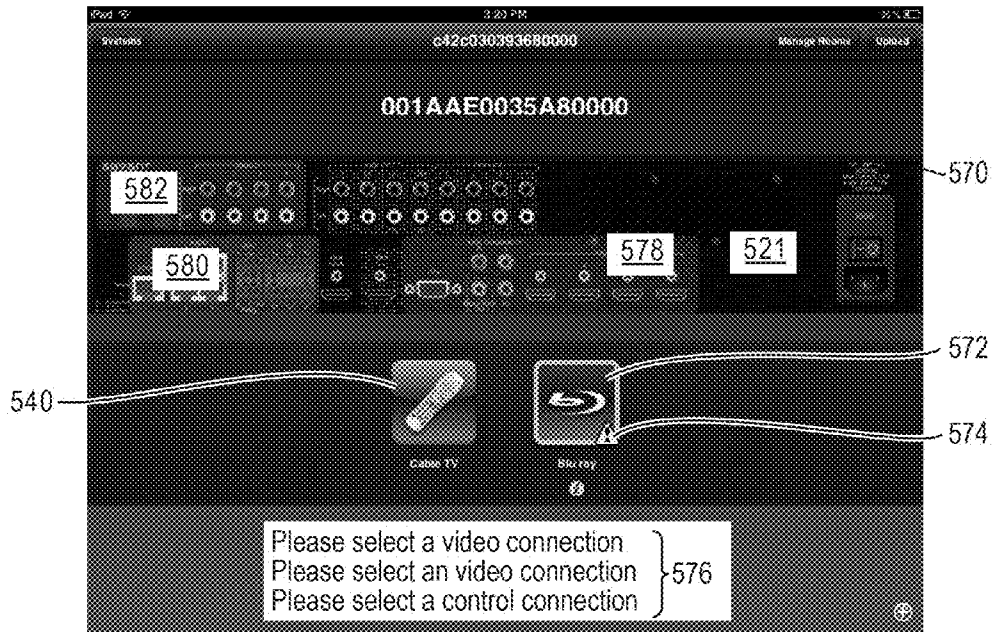 iPad 3:20 PM
Systems c42c030393680000 Manage Rooms Upload
001AAE0035A80000
570
582
580
578
521
572
540
574
Cable TV Blu ray
Please select a video connection
Please select an video connection
Please select a control connection
576